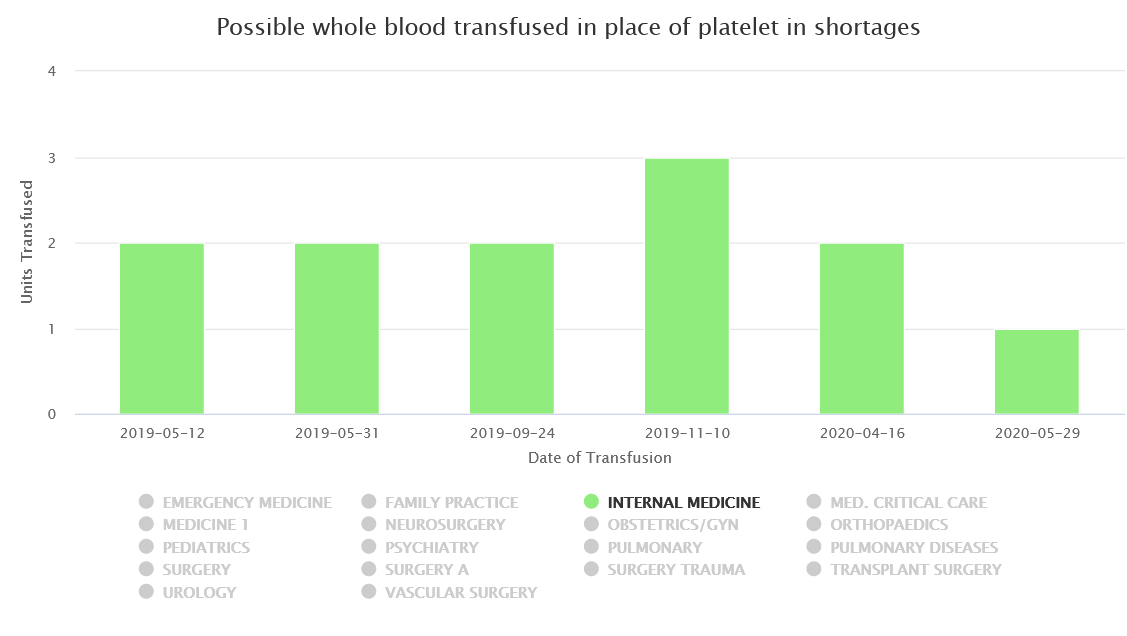 Possible whole blood transfused in place of platelet in shortages
4
3
2
1
0
Units Transfused
2019-05-12 2019-05-31 2019-09-24 2019-11-10 2020-04-16 2020-05-29
Date of Transfusion
EMERGENCY MEDICINE FAMILY PRACTICE INTERNAL MEDICINE MED. CRITICAL CARE
MEDICINE 1 NEUROSURGERY OBSTETRICS/GYN ORTHOPAEDICS
PEDIATRICS PSYCHIATRY PULMONARY PULMONARY DISEASES
SURGERY SURGERY A SURGERY TRAUMA TRANSPLANT SURGERY
UROLOGY VASCULAR SURGERY